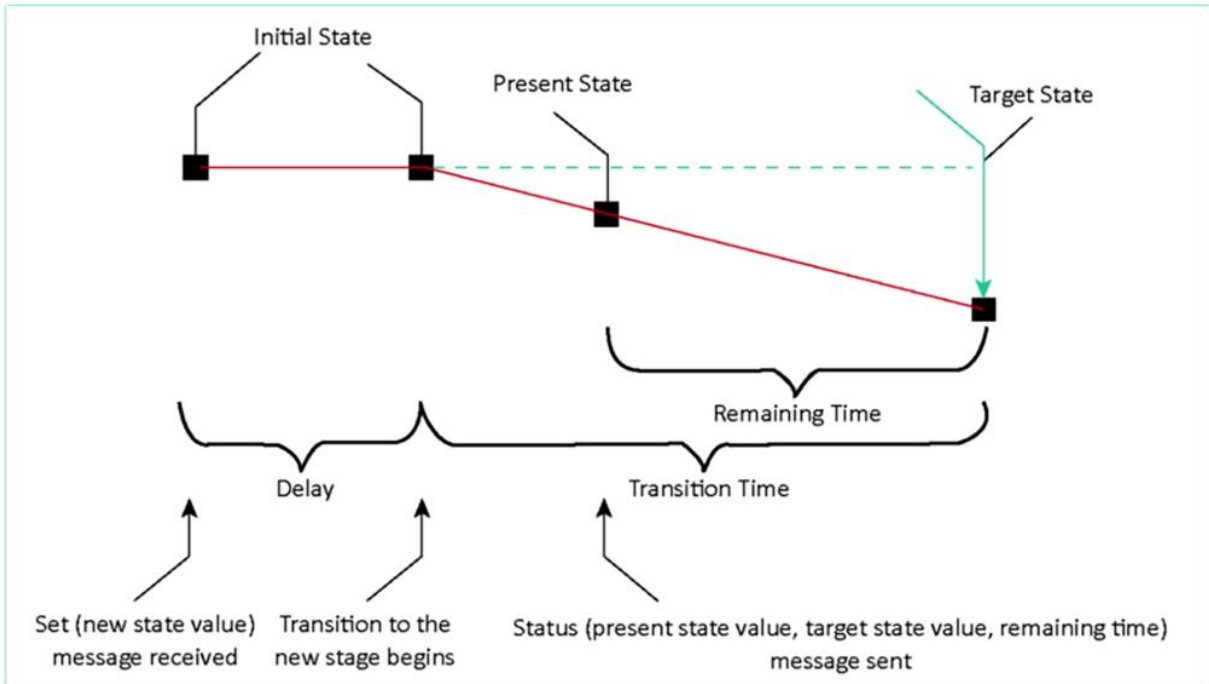 Initial State
Present State
Target State
Remaining Time
Delay
Transition Time
Set (new state value)
message received
Transition to the
new stage begins
Status (present state value, target state value, remaining time)
message sent